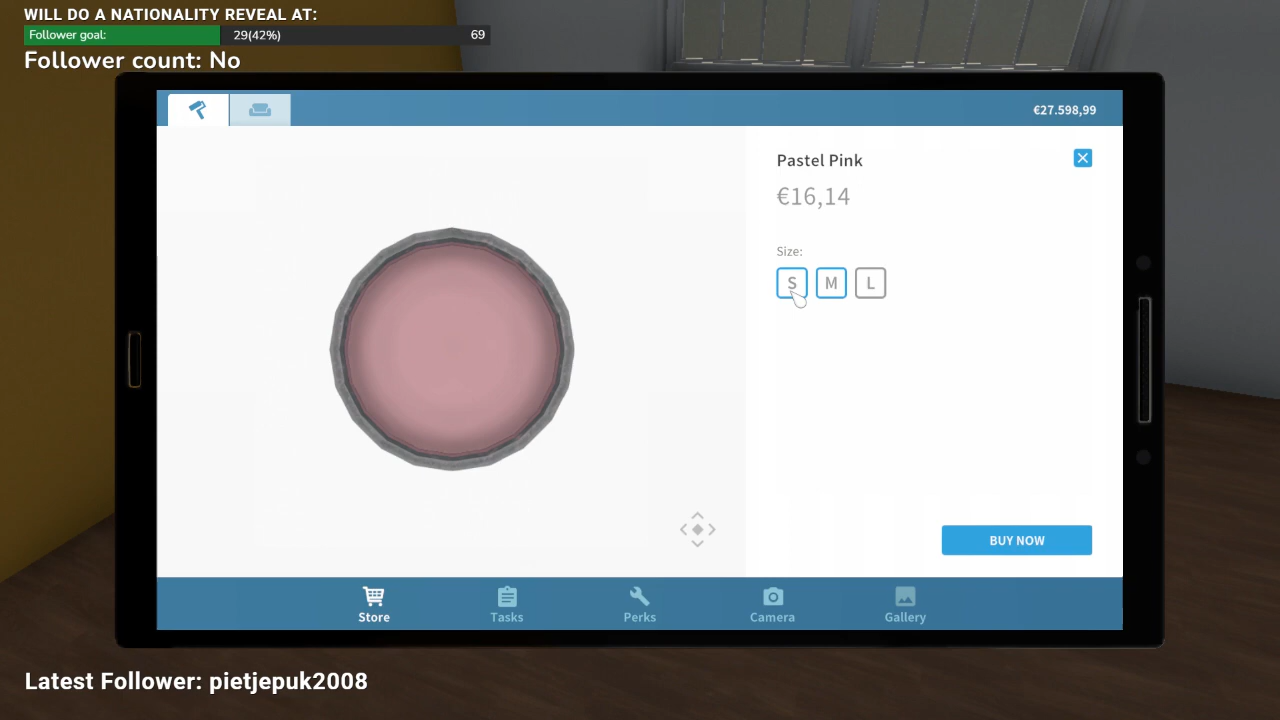 WILL DO A NATIONALITY REVEAL AT:
Follower goal: 29(42%) 69
Follower count: No
€27.598,99
Pastel Pink
€16,14
Size:
S M L
BUY NOW
Store Tasks Perks Camera Gallery
Latest Follower: pietjepuk2008